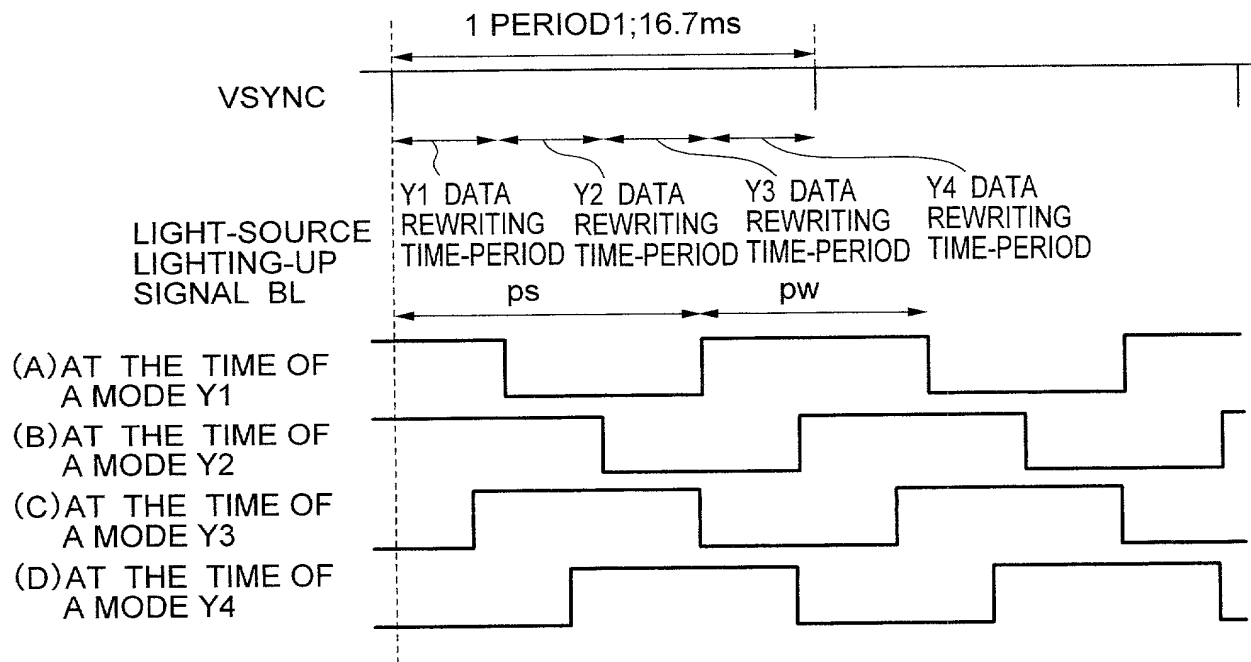 1 PERIOD1;16.7ms
VSYNC
Y1 DATA
REWRITING
TIME-PERIOD
Y2 DATA
REWRITING
TIME-PERIOD
Y3 DATA
REWRITING
TIME-PERIOD
Y4 DATA
REWRITING
TIME-PERIOD
LIGHT-SOURCE
LIGHTING-UP
SIGNAL BL
ps
pw
(A)AT THE TIME OF
A MODE Y1
(B)AT THE TIME OF
A MODE Y2
(C)AT THE TIME OF
A MODE Y3
(D)AT THE TIME OF
A MODE Y4